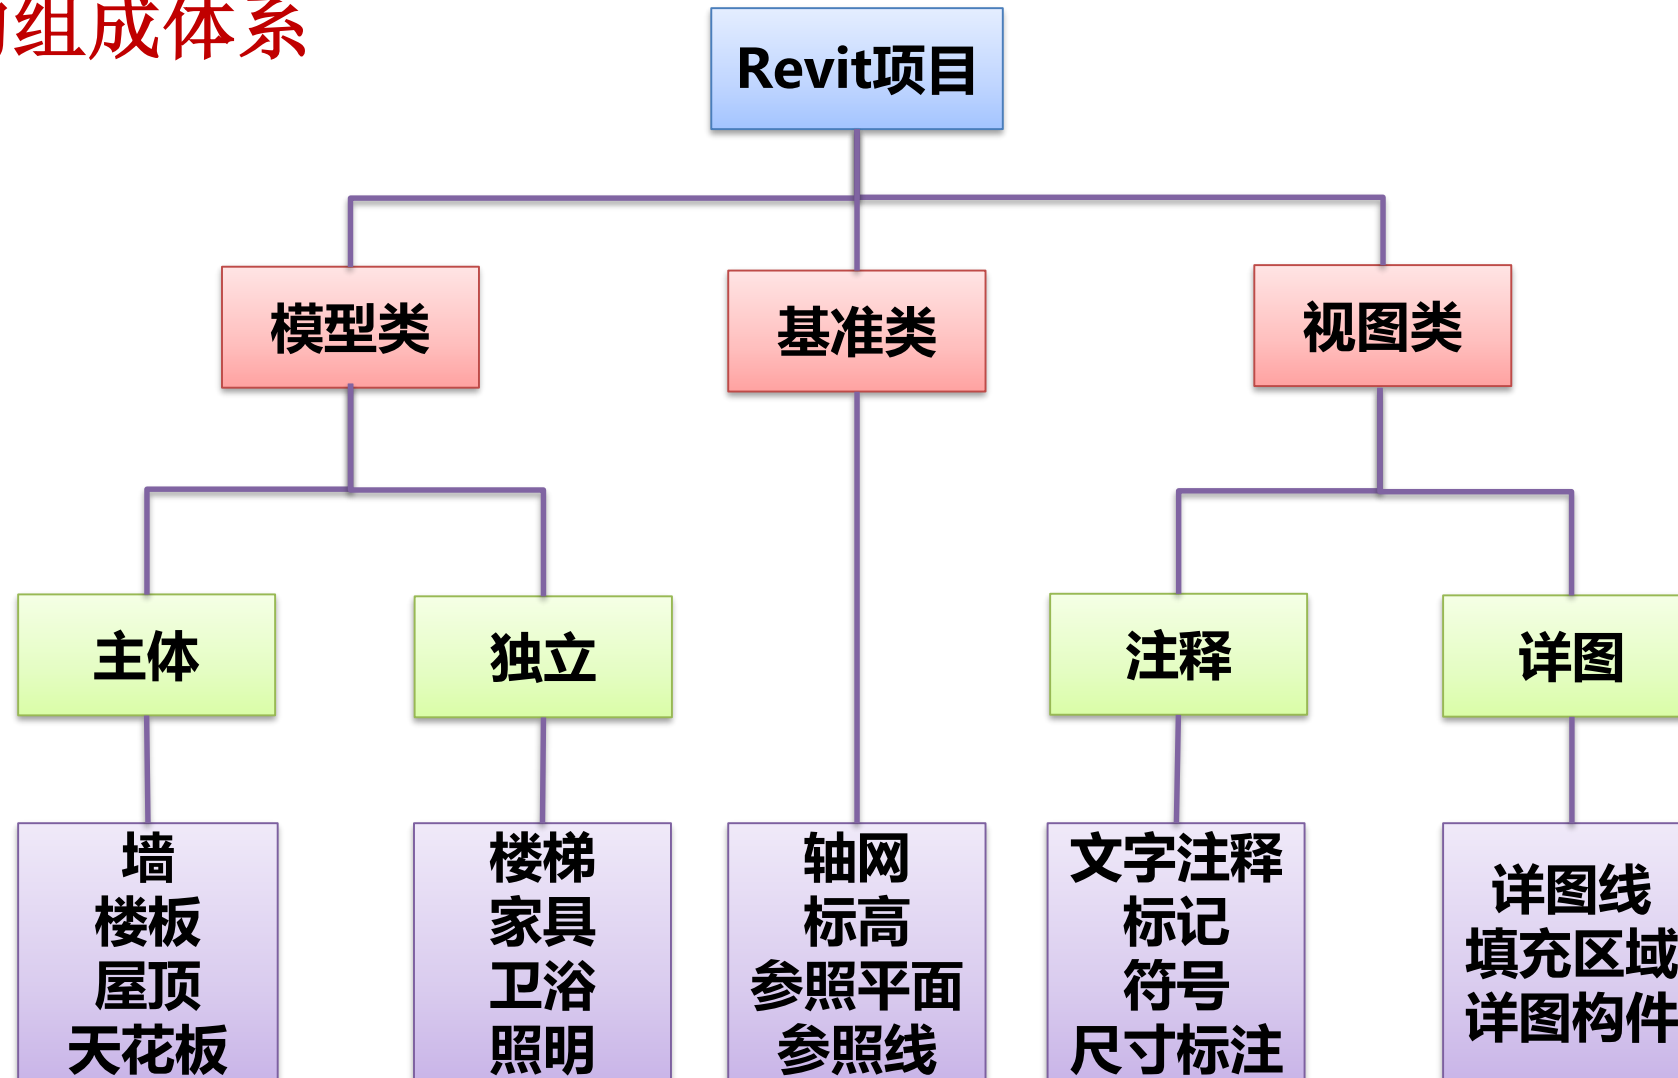 组成体系
Revit项目
模型类
基准类
视图类
主体
独立
注释
详图
墙
楼板
屋顶
天花板
楼梯
家具
卫浴
照明
轴网
标高
参照平面
参照线
文字注释
标记
符号
尺寸标注
详图线
填充区域
详图构件